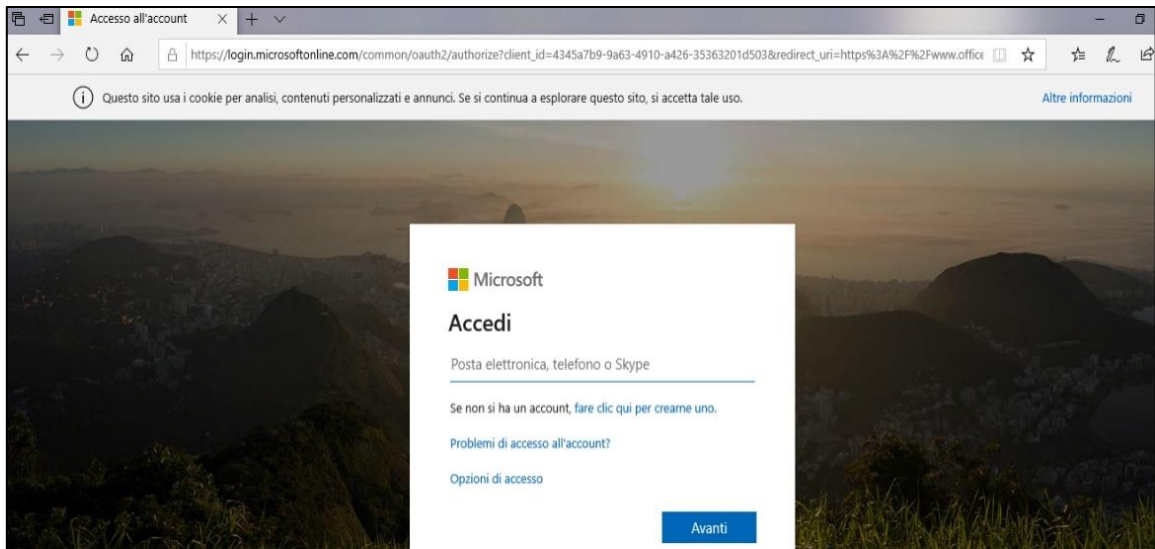 Accesso all'account
https://login.microsoftonline.com/common/oauth2/authorize?client_id=4345a7b9-9a63-4910-a426-35363201d503&redirect_uri=https%3A%2F%2Fwww.office
Questo sito usa i cookie per analisi, contenuti personalizzati e annunci. Se si continua a esplorare questo sito, si accetta tale uso. Altre informazioni
Microsoft
Accedi
Posta elettronica, telefono o Skype
Se non si ha un account, fare clic qui per crearne uno.
Problemi di accesso all'account?
Opzioni di accesso
Avanti